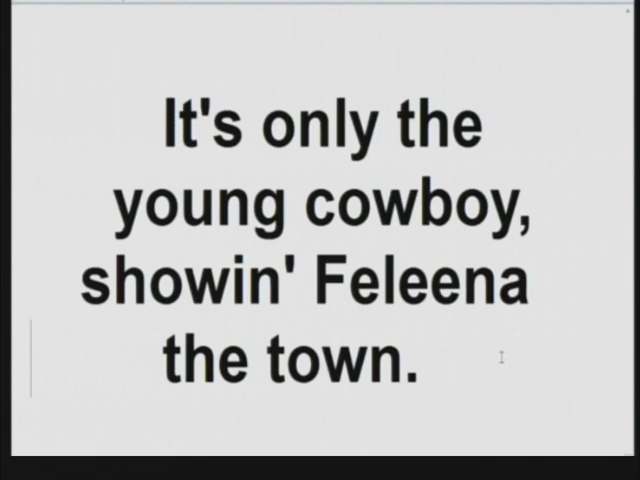 It's only the
young cowboy,
showin' Feleena
the town.